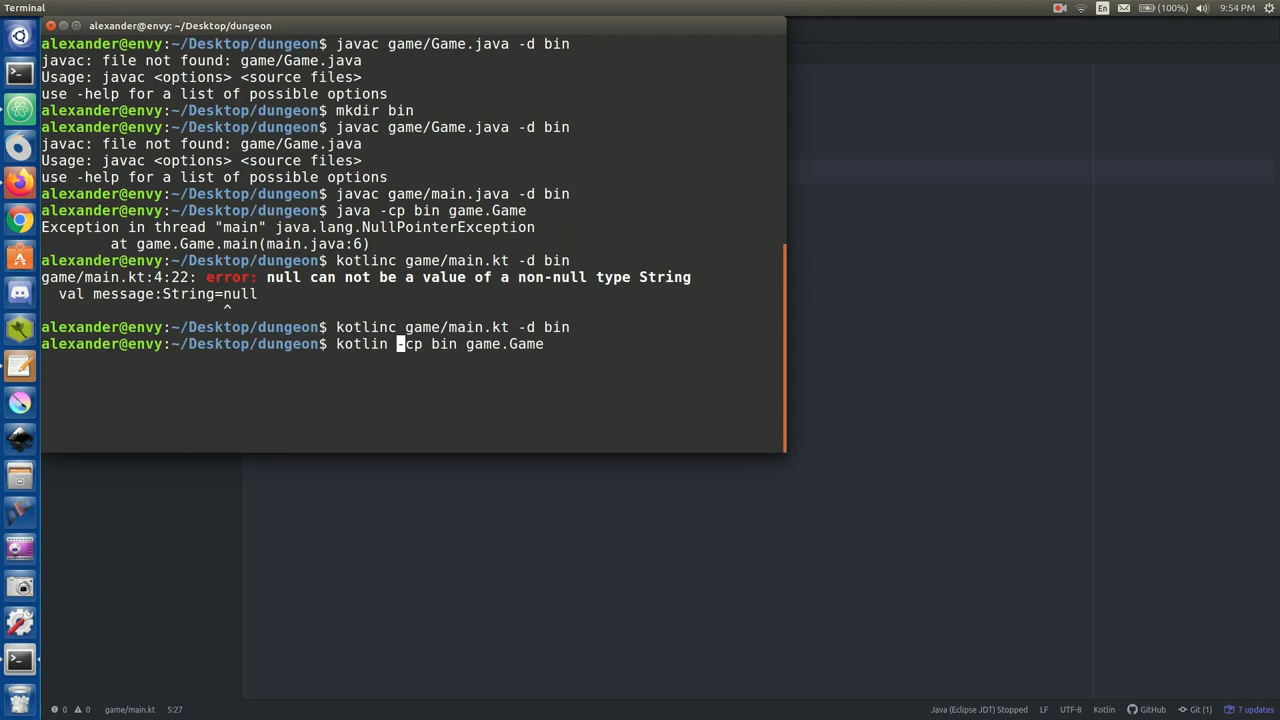 Terminal
En
(100%)
9:54 PM
alexander@envy: ~/Desktop/dungeon
alexander@envy:~/Desktop/dungeon$ javac game/Game.java -d bin
javac: file not found: game/Game.java
Usage: javac <options> <source files>
use -help for a list of possible options
alexander@envy:~/Desktop/dungeon$ mkdir bin
alexander@envy:~/Desktop/dungeon$ javac game/Game.java -d bin
javac: file not found: game/Game.java
Usage: javac <options> <source files>
use -help for a list of possible options
alexander@envy:~/Desktop/dungeon$ javac game/main.java -d bin
alexander@envy:~/Desktop/dungeon$ java -cp bin game.Game
Exception in thread "main" java.lang.NullPointerException
        at game.Game.main(main.java:6)
alexander@envy:~/Desktop/dungeon$ kotlinc game/main.kt -d bin
game/main.kt:4:22: error: null can not be a value of a non-null type String
  val message:String=null
                     ^
alexander@envy:~/Desktop/dungeon$ kotlinc game/main.kt -d bin
alexander@envy:~/Desktop/dungeon$ kotlin -cp bin game.Game
0 0 game/main.kt 5:27 Java (Eclipse JDT) Stopped LF UTF-8 Kotlin GitHub Git (1) 7 updates